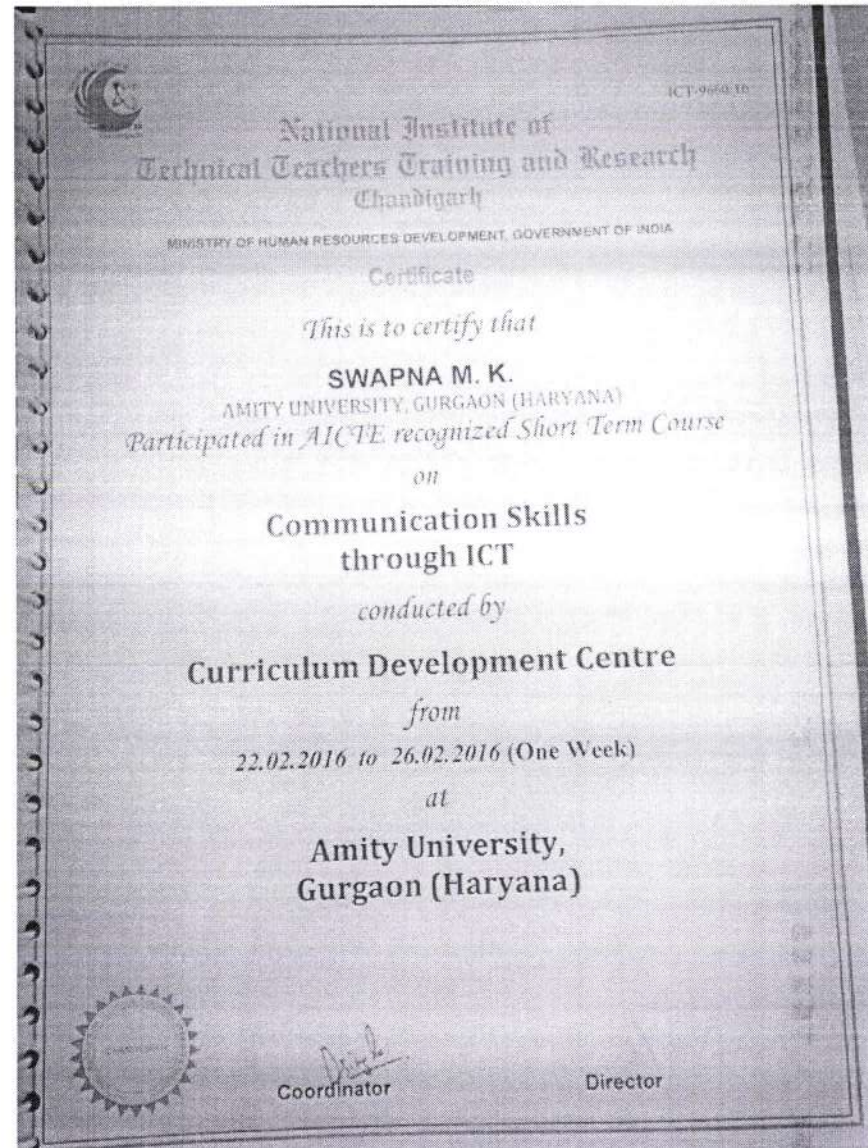 National Institute of
Technical Teachers Training and Research
Chandigarh
MINISTRY OF HUMAN RESOURCES DEVELOPMENT, GOVERNMENT OF INDIA
Certificate
This is to certify that
SWAPNA M. K.
AMITY UNIVERSITY, GURGAON (HARYANA)
Participated in AICTE recognized Short Term Course
on
Communication Skills
through ICT
conducted by
Curriculum Development Centre
from
22.02.2016 to 26.02.2016 (One Week)
at
Amity University,
Gurgaon (Haryana)
Coordinator
Director